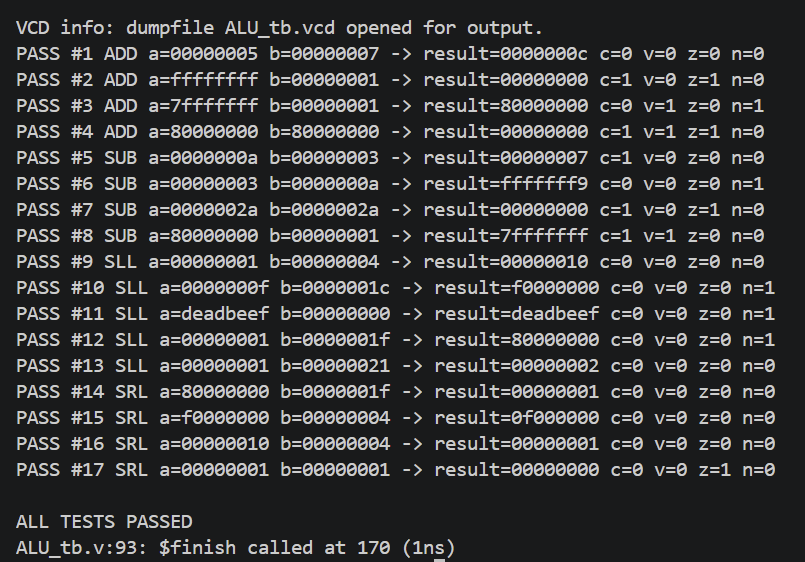 VCD info: dumpfile ALU_tb.vcd opened for output.
PASS #1 ADD a=00000005 b=00000007 -> result=0000000c c=0 v=0 z=0 n=0
PASS #2 ADD a=ffffffff b=00000001 -> result=00000000 c=1 v=0 z=1 n=0
PASS #3 ADD a=7fffffff b=00000001 -> result=80000000 c=0 v=1 z=0 n=1
PASS #4 ADD a=80000000 b=80000000 -> result=00000000 c=1 v=1 z=1 n=0
PASS #5 SUB a=0000000a b=00000003 -> result=00000007 c=1 v=0 z=0 n=0
PASS #6 SUB a=00000003 b=0000000a -> result=fffffff9 c=0 v=0 z=0 n=1
PASS #7 SUB a=0000002a b=0000002a -> result=00000000 c=1 v=0 z=1 n=0
PASS #8 SUB a=80000000 b=00000001 -> result=7fffffff c=1 v=1 z=0 n=0
PASS #9 SLL a=00000001 b=00000004 -> result=00000010 c=0 v=0 z=0 n=0
PASS #10 SLL a=0000000f b=0000001c -> result=f0000000 c=0 v=0 z=0 n=1
PASS #11 SLL a=deadbeef b=00000000 -> result=deadbeef c=0 v=0 z=0 n=1
PASS #12 SLL a=00000001 b=0000001f -> result=80000000 c=0 v=0 z=0 n=1
PASS #13 SLL a=00000001 b=00000021 -> result=00000002 c=0 v=0 z=0 n=0
PASS #14 SRL a=80000000 b=0000001f -> result=00000001 c=0 v=0 z=0 n=0
PASS #15 SRL a=f0000000 b=00000004 -> result=0f000000 c=0 v=0 z=0 n=0
PASS #16 SRL a=00000010 b=00000004 -> result=00000001 c=0 v=0 z=0 n=0
PASS #17 SRL a=00000001 b=00000001 -> result=00000000 c=0 v=0 z=1 n=0
ALL TESTS PASSED
ALU_tb.v:93: $finish called at 170 (1ns)